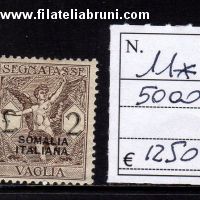 www.filateliabruni.com
SEGNATASSE
£ 2
SOMALIA
ITALIANA
VAGLIA
N. 11*
5000
€ 1250